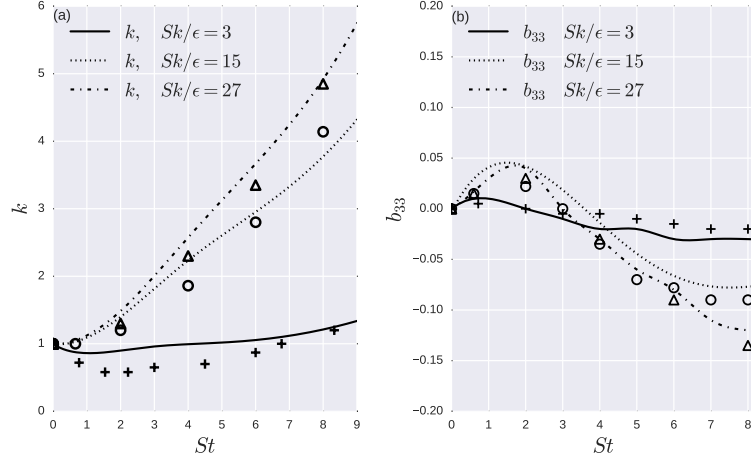 (a)
k, Sk/ϵ = 3
k, Sk/ϵ = 15
k, Sk/ϵ = 27
6
5
4
3
2
1
0
k
0 1 2 3 4 5 6 7 8 9
St
(b)
b₃₃ Sk/ϵ = 3
b₃₃ Sk/ϵ = 15
b₃₃ Sk/ϵ = 27
0.20
0.15
0.10
0.05
0.00
−0.05
−0.10
−0.15
−0.20
b₃₃
0 1 2 3 4 5 6 7 8
St